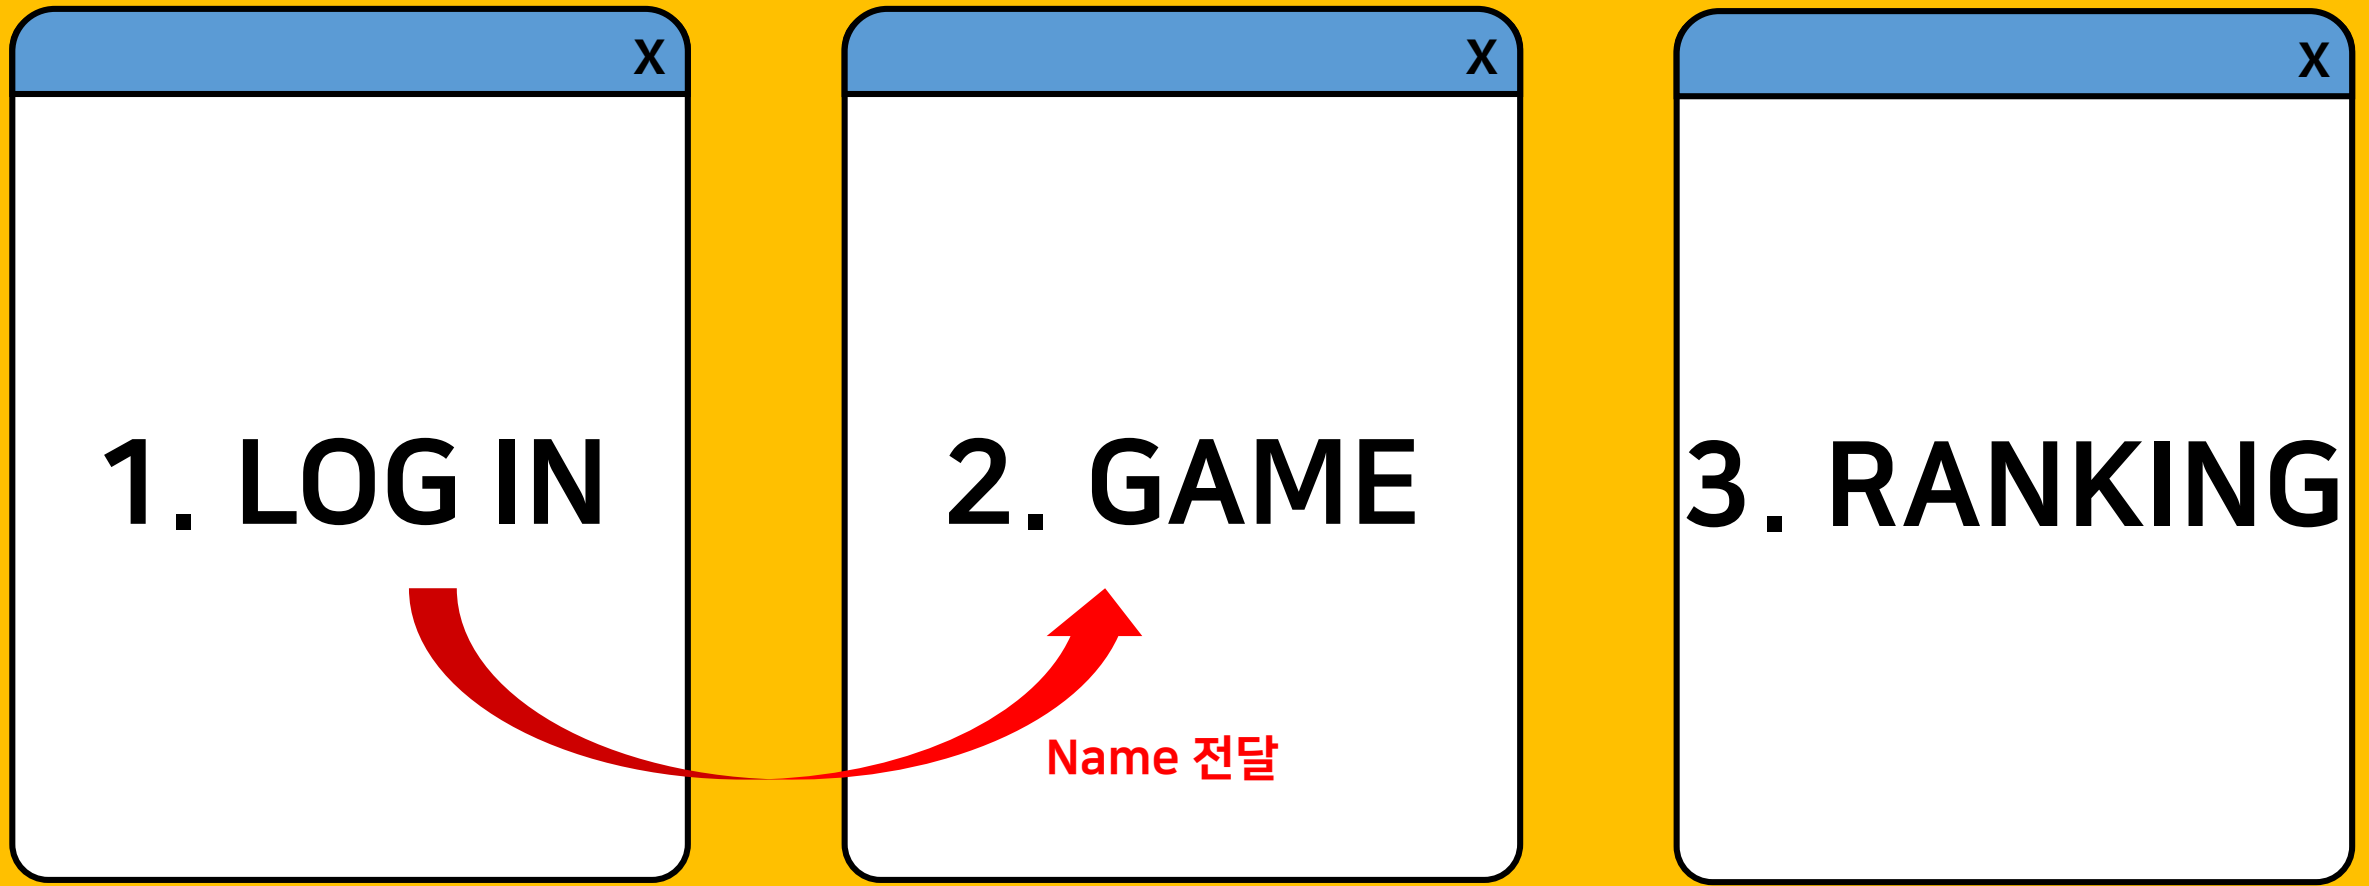 X
X
X
1. LOG IN
2. GAME
3. RANKING
Name 전달